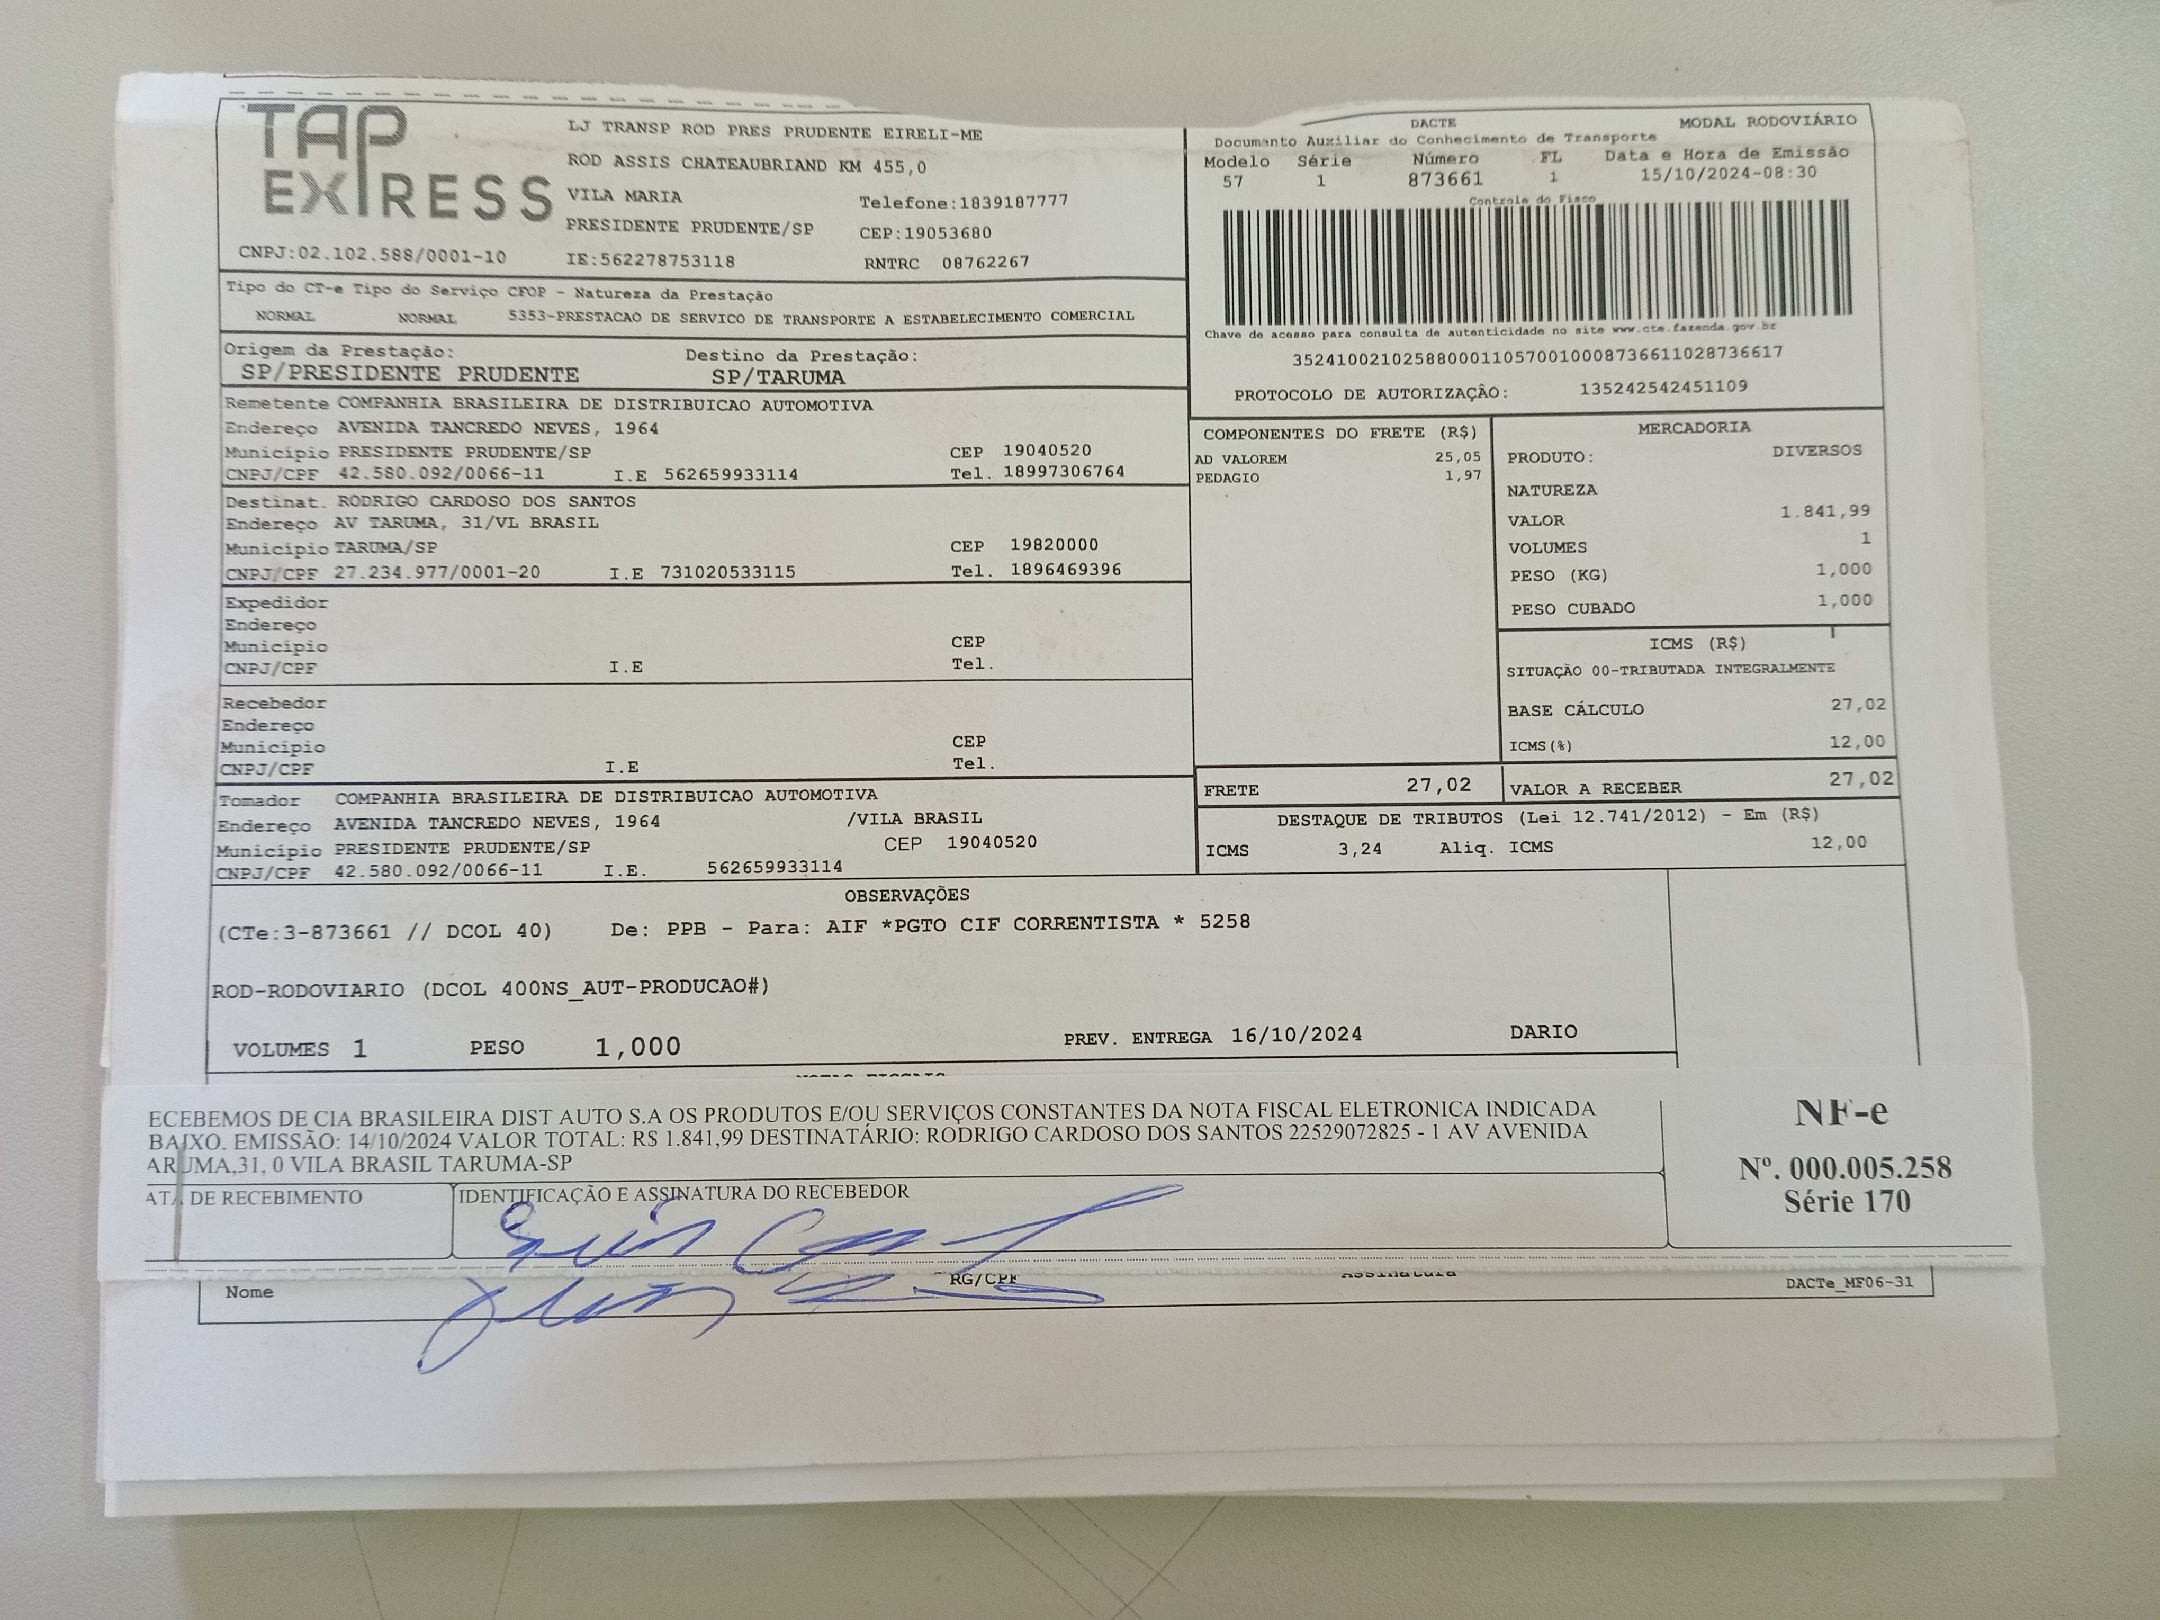 TAP EXPRESS
LJ TRANSP ROD PRES PRUDENTE EIRELI-ME
ROD ASSIS CHATEAUBRIAND KM 455,0
VILA MARIA Telefone:1839187777
PRESIDENTE PRUDENTE/SP CEP:19053680
CNPJ:02.102.588/0001-10 IE:562278753118 RNTRC 08762267
DACTE MODAL RODOVIÁRIO
Documento Auxiliar do Conhecimento de Transporte
Modelo Série Número FL Data e Hora de Emissão
57 1 873661 1 15/10/2024-08:30
Controle do Fisco
Chave de acesso para consulta de autenticidade no site www.cte.fazenda.gov.br
35241002102588000110570010008736611028736617
PROTOCOLO DE AUTORIZAÇÃO: 135242542451109
Tipo do CT-e Tipo do Serviço CFOP - Natureza da Prestação
NORMAL NORMAL 5353-PRESTACAO DE SERVICO DE TRANSPORTE A ESTABELECIMENTO COMERCIAL
Origem da Prestação: Destino da Prestação:
SP/PRESIDENTE PRUDENTE SP/TARUMA
Remetente COMPANHIA BRASILEIRA DE DISTRIBUICAO AUTOMOTIVA
Endereço AVENIDA TANCREDO NEVES, 1964
Município PRESIDENTE PRUDENTE/SP CEP 19040520
CNPJ/CPF 42.580.092/0066-11 I.E 562659933114 Tel. 18997306764
Destinat. RODRIGO CARDOSO DOS SANTOS
Endereço AV TARUMA, 31/VL BRASIL
Município TARUMA/SP CEP 19820000
CNPJ/CPF 27.234.977/0001-20 I.E 731020533115 Tel. 1896469396
Expedidor
Endereço
Município CEP
CNPJ/CPF I.E Tel.
Recebedor
Endereço
Município CEP
CNPJ/CPF I.E Tel.
Tomador COMPANHIA BRASILEIRA DE DISTRIBUICAO AUTOMOTIVA
Endereço AVENIDA TANCREDO NEVES, 1964 /VILA BRASIL
Município PRESIDENTE PRUDENTE/SP CEP 19040520
CNPJ/CPF 42.580.092/0066-11 I.E. 562659933114
COMPONENTES DO FRETE (R$)
AD VALOREM 25,05
PEDAGIO 1,97
MERCADORIA
PRODUTO: DIVERSOS
NATUREZA
VALOR 1.841,99
VOLUMES 1
PESO (KG) 1,000
PESO CUBADO 1,000
ICMS (R$)
SITUAÇÃO 00-TRIBUTADA INTEGRALMENTE
BASE CÁLCULO 27,02
ICMS(%) 12,00
FRETE 27,02 VALOR A RECEBER 27,02
DESTAQUE DE TRIBUTOS (Lei 12.741/2012) - Em (R$)
ICMS 3,24 Aliq. ICMS 12,00
OBSERVAÇÕES
(CTe:3-873661 // DCOL 40) De: PPB - Para: AIF *PGTO CIF CORRENTISTA * 5258
ROD-RODOVIARIO (DCOL 400NS_AUT-PRODUCAO#)
VOLUMES 1 PESO 1,000 PREV. ENTREGA 16/10/2024 DARIO
ECEBEMOS DE CIA BRASILEIRA DIST AUTO S.A OS PRODUTOS E/OU SERVIÇOS CONSTANTES DA NOTA FISCAL ELETRONICA INDICADA
BAIXO. EMISSÃO: 14/10/2024 VALOR TOTAL: R$ 1.841,99 DESTINATÁRIO: RODRIGO CARDOSO DOS SANTOS 22529072825 - 1 AV AVENIDA
ARUMA,31, 0 VILA BRASIL TARUMA-SP
ATA DE RECEBIMENTO IDENTIFICAÇÃO E ASSINATURA DO RECEBEDOR
NF-e
Nº. 000.005.258
Série 170
Nome RG/CPF Assinatura DACTe_MF06-31